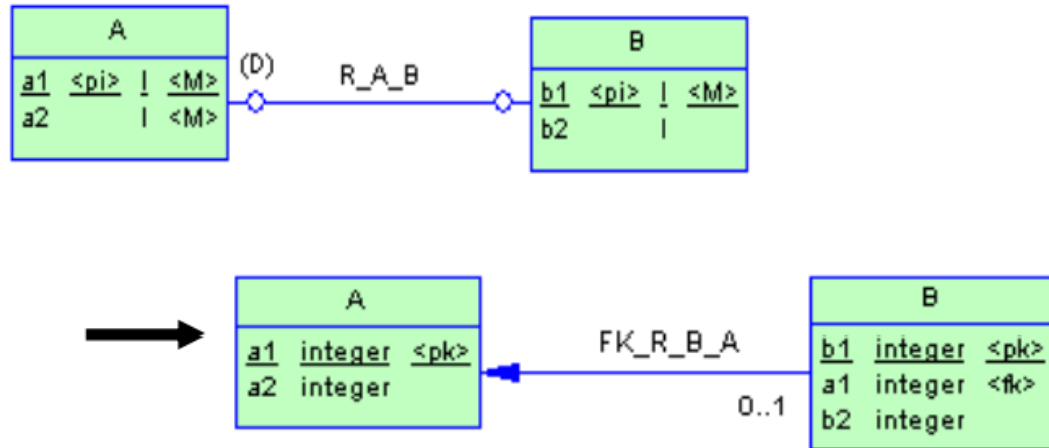 A
a1 <pi> I <M>
a2 I <M>
(D)
R_A_B
B
b1 <pi> I <M>
b2 I
A
a1 integer <pk>
a2 integer
FK_R_B_A
0..1
B
b1 integer <pk>
a1 integer <fk>
b2 integer